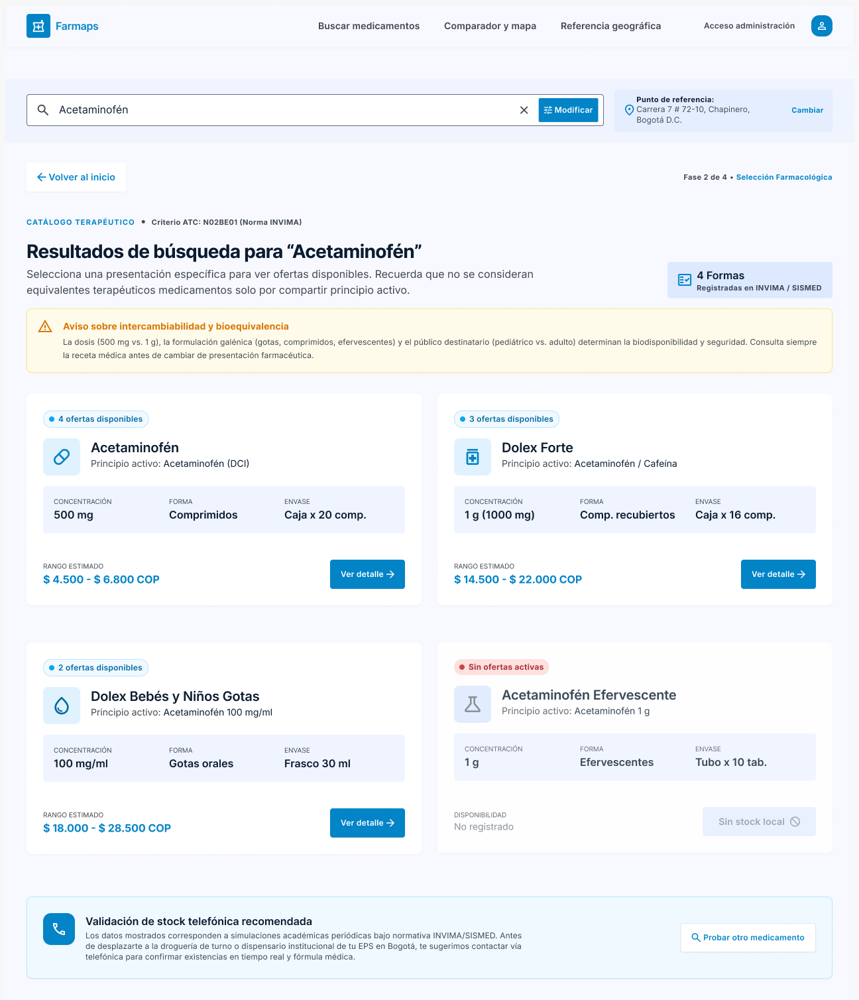 Farmaps
Buscar medicamentos
Comparador y mapa
Referencia geográfica
Acceso administración
Acetaminofén
Modificar
Punto de referencia:
Carrera 7 # 72-10, Chapinero,
Bogotá D.C.
Cambiar
Volver al inicio
Fase 2 de 4 • Selección Farmacológica
CATÁLOGO TERAPÉUTICO • Criterio ATC: N02BE01 (Norma INVIMA)
Resultados de búsqueda para “Acetaminofén”
Selecciona una presentación específica para ver ofertas disponibles. Recuerda que no se consideran
equivalentes terapéuticos medicamentos solo por compartir principio activo.
4 Formas
Registradas en INVIMA / SISMED
Aviso sobre intercambiabilidad y bioequivalencia
La dosis (500 mg vs. 1 g), la formulación galénica (gotas, comprimidos, efervescentes) y el público destinatario (pediátrico vs. adulto) determinan la biodisponibilidad y seguridad. Consulta siempre
la receta médica antes de cambiar de presentación farmacéutica.
4 ofertas disponibles
Acetaminofén
Principio activo: Acetaminofén (DCI)
CONCENTRACIÓN
500 mg
FORMA
Comprimidos
ENVASE
Caja x 20 comp.
RANGO ESTIMADO
$ 4.500 - $ 6.800 COP
Ver detalle
3 ofertas disponibles
Dolex Forte
Principio activo: Acetaminofén / Cafeína
CONCENTRACIÓN
1 g (1000 mg)
FORMA
Comp. recubiertos
ENVASE
Caja x 16 comp.
RANGO ESTIMADO
$ 14.500 - $ 22.000 COP
Ver detalle
2 ofertas disponibles
Dolex Bebés y Niños Gotas
Principio activo: Acetaminofén 100 mg/ml
CONCENTRACIÓN
100 mg/ml
FORMA
Gotas orales
ENVASE
Frasco 30 ml
RANGO ESTIMADO
$ 18.000 - $ 28.500 COP
Ver detalle
Sin ofertas activas
Acetaminofén Efervescente
Principio activo: Acetaminofén 1 g
CONCENTRACIÓN
1 g
FORMA
Efervescentes
ENVASE
Tubo x 10 tab.
DISPONIBILIDAD
No registrado
Sin stock local
Validación de stock telefónica recomendada
Los datos mostrados corresponden a simulaciones académicas periódicas bajo normativa INVIMA/SISMED. Antes
de desplazarte a la droguería de turno o dispensario institucional de tu EPS en Bogotá, te sugerimos contactar vía
telefónica para confirmar existencias en tiempo real y fórmula médica.
Probar otro medicamento